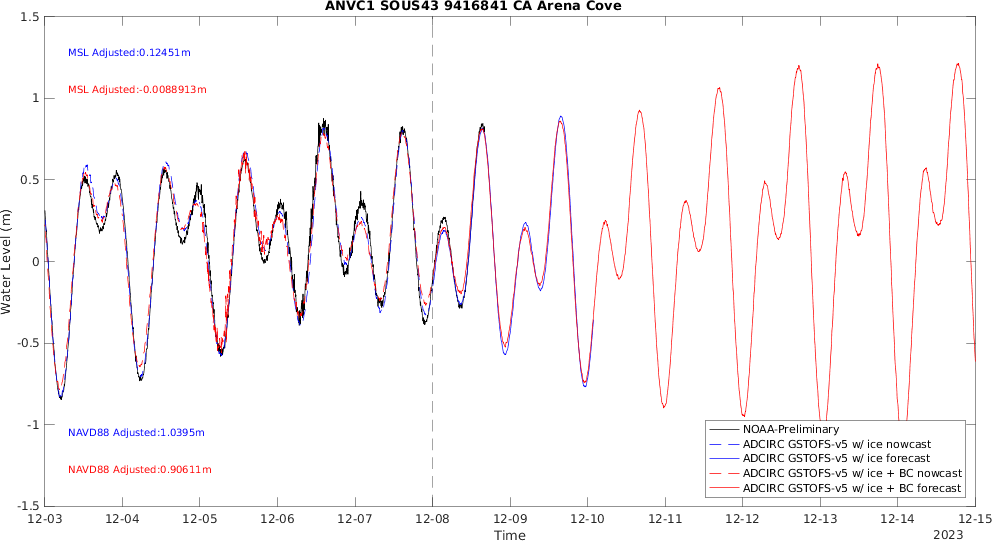 ANVC1 SOUS43 9416841 CA Arena Cove
1.5
1
0.5
0
-0.5
-1
-1.5
Water Level (m)
MSL Adjusted:0.12451m
MSL Adjusted:-0.0088913m
NAVD88 Adjusted:1.0395m
NAVD88 Adjusted:0.90611m
NOAA-Preliminary
ADCIRC GSTOFS-v5 w/ ice nowcast
ADCIRC GSTOFS-v5 w/ ice forecast
ADCIRC GSTOFS-v5 w/ ice + BC nowcast
ADCIRC GSTOFS-v5 w/ ice + BC forecast
12-03 12-04 12-05 12-06 12-07 12-08 12-09 12-10 12-11 12-12 12-13 12-14 12-15
Time
2023